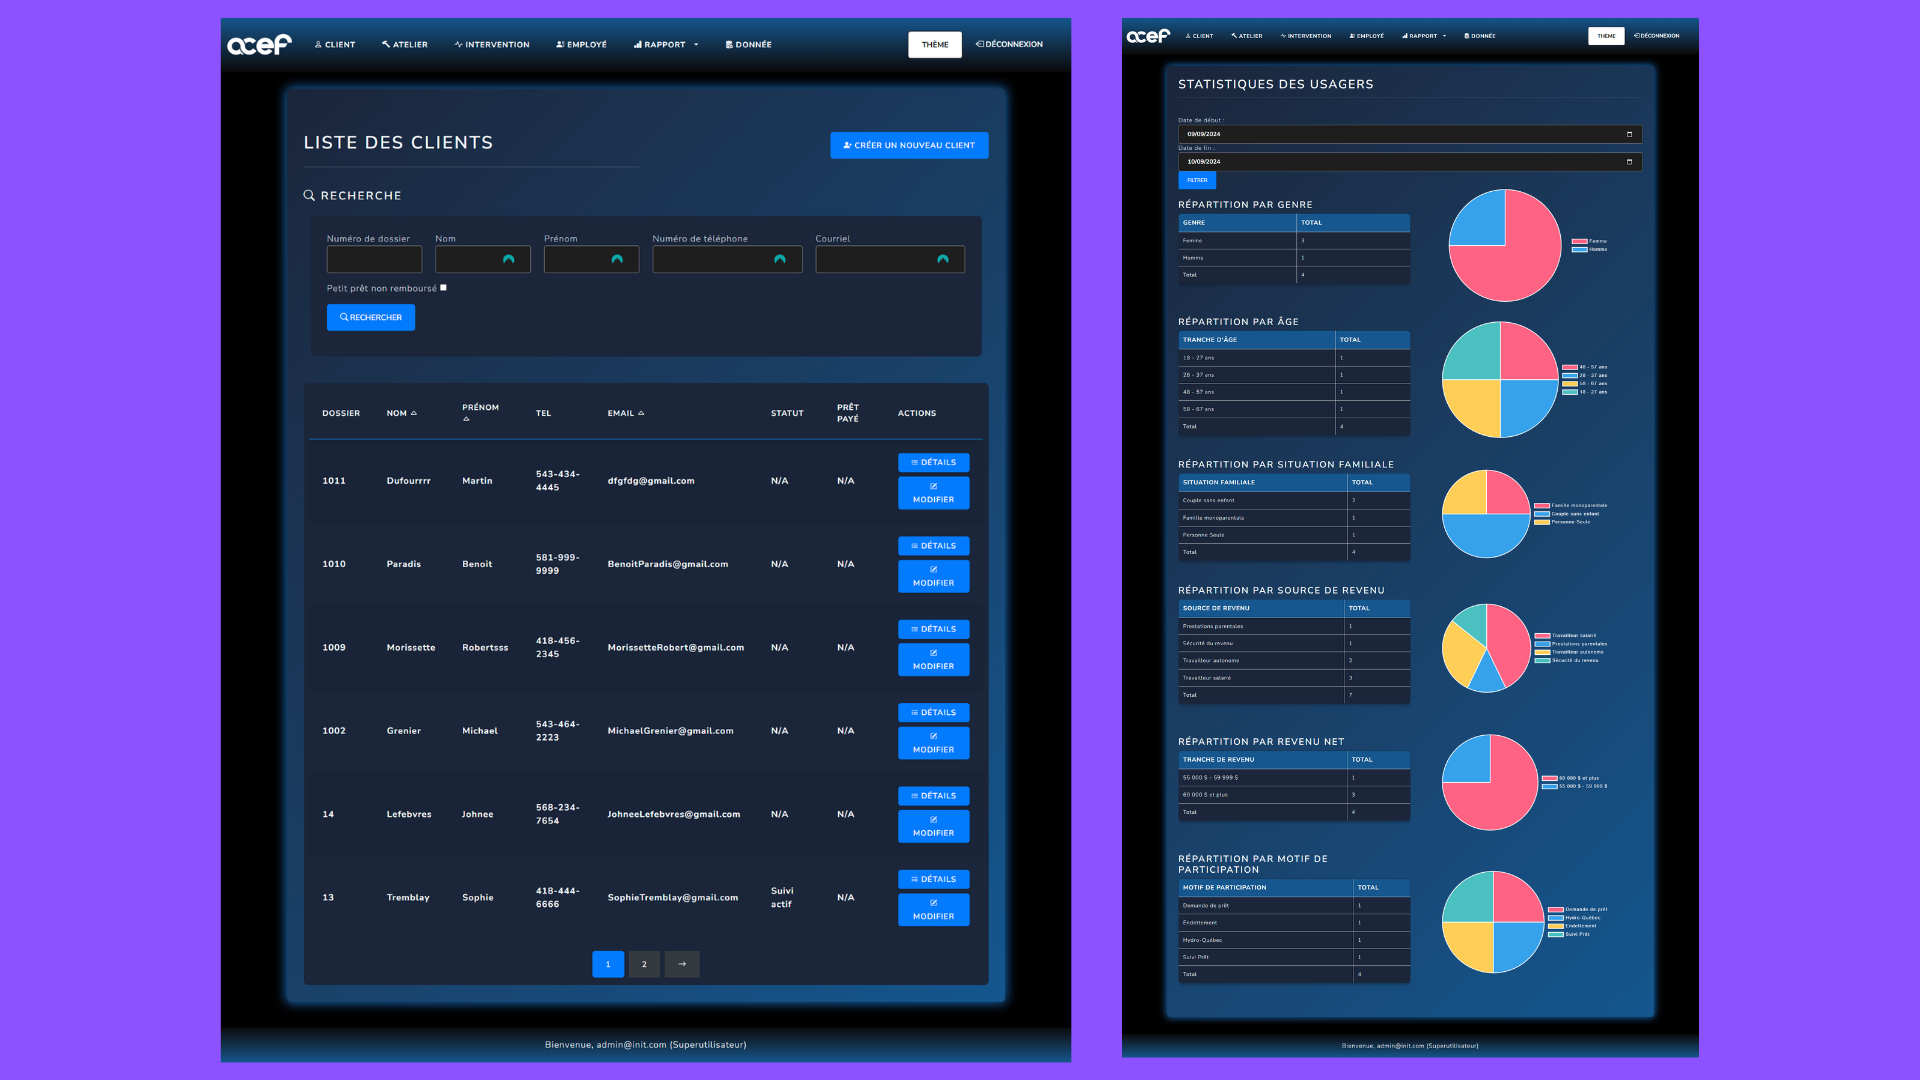 acef
CLIENT ATELIER INTERVENTION EMPLOYÉ RAPPORT DONNÉE THÈME DÉCONNEXION
LISTE DES CLIENTS
CRÉER UN NOUVEAU CLIENT
RECHERCHE
Numéro de dossier Nom Prénom Numéro de téléphone Courriel
Petit prêt non remboursé
RECHERCHER
DOSSIER NOM PRÉNOM TEL EMAIL STATUT PRÊT PAYÉ ACTIONS
1011 Dufourrrr Martin 543-434-4445 dfgfdg@gmail.com N/A N/A DÉTAILS
MODIFIER
1010 Paradis Benoit 581-999-9999 BenoitParadis@gmail.com N/A N/A DÉTAILS
MODIFIER
1009 Morissette Robertsss 418-456-2345 MorissetteRobert@gmail.com N/A N/A DÉTAILS
MODIFIER
1002 Grenier Michael 543-464-2223 MichaelGrenier@gmail.com N/A N/A DÉTAILS
MODIFIER
14 Lefebvres Johnee 568-234-7654 JohneeLefebvres@gmail.com N/A N/A DÉTAILS
MODIFIER
13 Tremblay Sophie 418-444-6666 SophieTremblay@gmail.com Suivi actif N/A DÉTAILS
MODIFIER
1 2 →
Bienvenue, admin@init.com (Superutilisateur)
acef
CLIENT ATELIER INTERVENTION EMPLOYÉ RAPPORT DONNÉE THÈME DÉCONNEXION
STATISTIQUES DES USAGERS
Date de début :
09/09/2024
Date de fin :
10/09/2024
FILTRER
RÉPARTITION PAR GENRE
GENRE TOTAL
Femme 3
Homme 1
Total 4
Femme
Homme
RÉPARTITION PAR ÂGE
TRANCHE D'ÂGE TOTAL
18 - 27 ans 1
28 - 37 ans 1
48 - 57 ans 1
58 - 67 ans 1
Total 4
48 - 57 ans
28 - 37 ans
58 - 67 ans
18 - 27 ans
RÉPARTITION PAR SITUATION FAMILIALE
SITUATION FAMILIALE TOTAL
Couple sans enfant 2
Famille monoparentale 1
Personne Seule 1
Total 4
Famille monoparentale
Couple sans enfant
Personne Seule
RÉPARTITION PAR SOURCE DE REVENU
SOURCE DE REVENU TOTAL
Prestations parentales 1
Sécurité du revenu 1
Travailleur autonome 2
Travailleur salarié 3
Total 7
Travailleur salarié
Prestations parentales
Travailleur autonome
Sécurité du revenu
RÉPARTITION PAR REVENU NET
TRANCHE DE REVENU TOTAL
55 000 $ - 59 999 $ 1
60 000 $ et plus 3
Total 4
60 000 $ et plus
55 000 $ - 59 999 $
RÉPARTITION PAR MOTIF DE
PARTICIPATION
MOTIF DE PARTICIPATION TOTAL
Demande de prêt 1
Endettement 1
Hydro-Québec 1
Suivi Prêt 1
Total 4
Demande de prêt
Hydro-Québec
Endettement
Suivi Prêt
Bienvenue, admin@init.com (Superutilisateur)